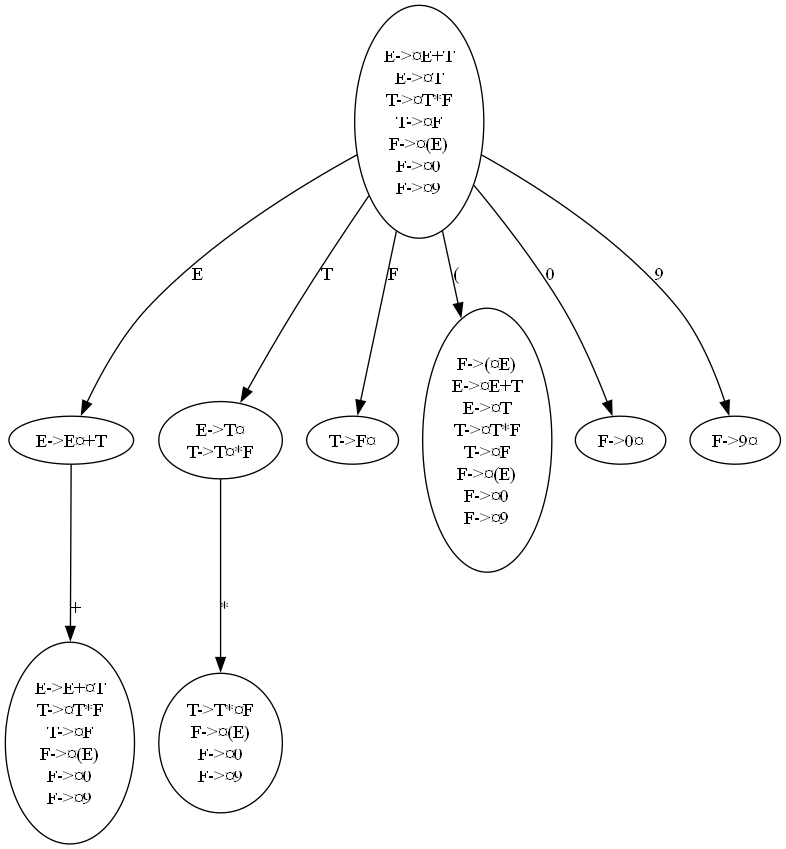 E->¤E+T
E->¤T
T->¤T*F
T->¤F
F->¤(E)
F->¤0
F->¤9
E
T
F
(
0
9
E->E¤+T
E->T¤
T->T¤*F
T->F¤
F->(¤E)
E->¤E+T
E->¤T
T->¤T*F
T->¤F
F->¤(E)
F->¤0
F->¤9
F->0¤
F->9¤
+
*
E->E+¤T
T->¤T*F
T->¤F
F->¤(E)
F->¤0
F->¤9
T->T*¤F
F->¤(E)
F->¤0
F->¤9